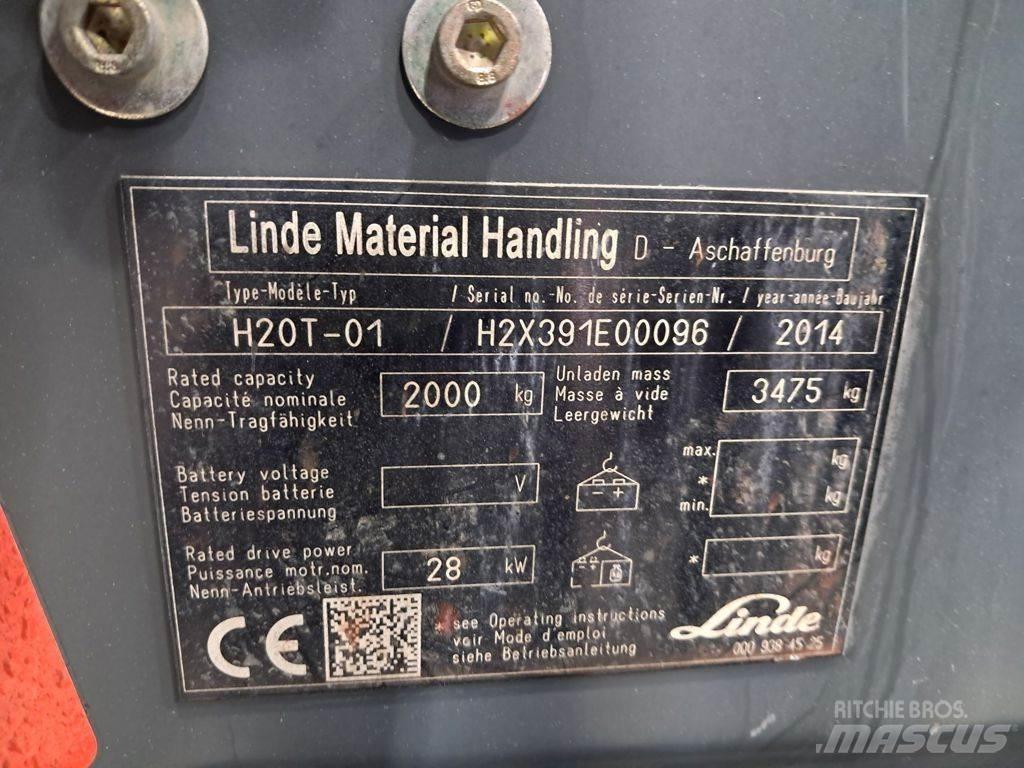 Linde Material Handling D - Aschaffenburg
Type-Modèle-Typ / Serial no.-No. de série-Serien-Nr. / year-année-Baujahr
H20T-01 / H2X391E00096 / 2014
Rated capacity
Capacité nominale
Nenn-Tragfähigkeit
2000 kg
Unladen mass
Masse à vide
Leergewicht
3475 kg
Battery voltage
Tension batterie
Batteriespannung
V
- +
max. kg
*
min. kg
Rated drive power
Puissance motr.nom.
Nenn-Antriebsleist.
28 kW
* kg
CE
* see Operating instructions
voir Mode d'emploi
siehe Betriebsanleitung
Linde
000 938 45 25
RITCHIE BROS.
MASCUS